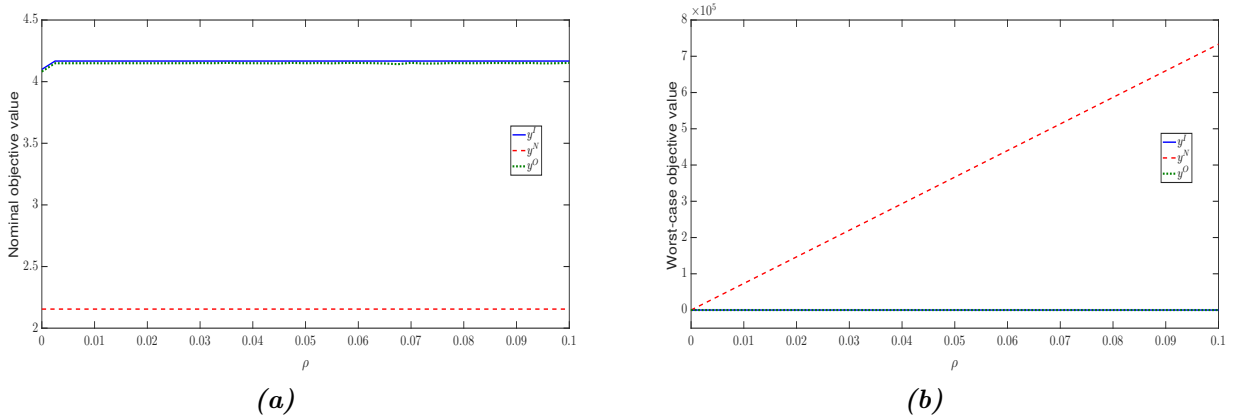 4.5
4
3.5
3
2.5
2
Nominal objective value
y^I
y^N
y^O
0 0.01 0.02 0.03 0.04 0.05 0.06 0.07 0.08 0.09 0.1
ρ
(a)
×10^5
8
7
6
5
4
3
2
1
0
Worst-case objective value
y^I
y^N
y^O
0 0.01 0.02 0.03 0.04 0.05 0.06 0.07 0.08 0.09 0.1
ρ
(b)